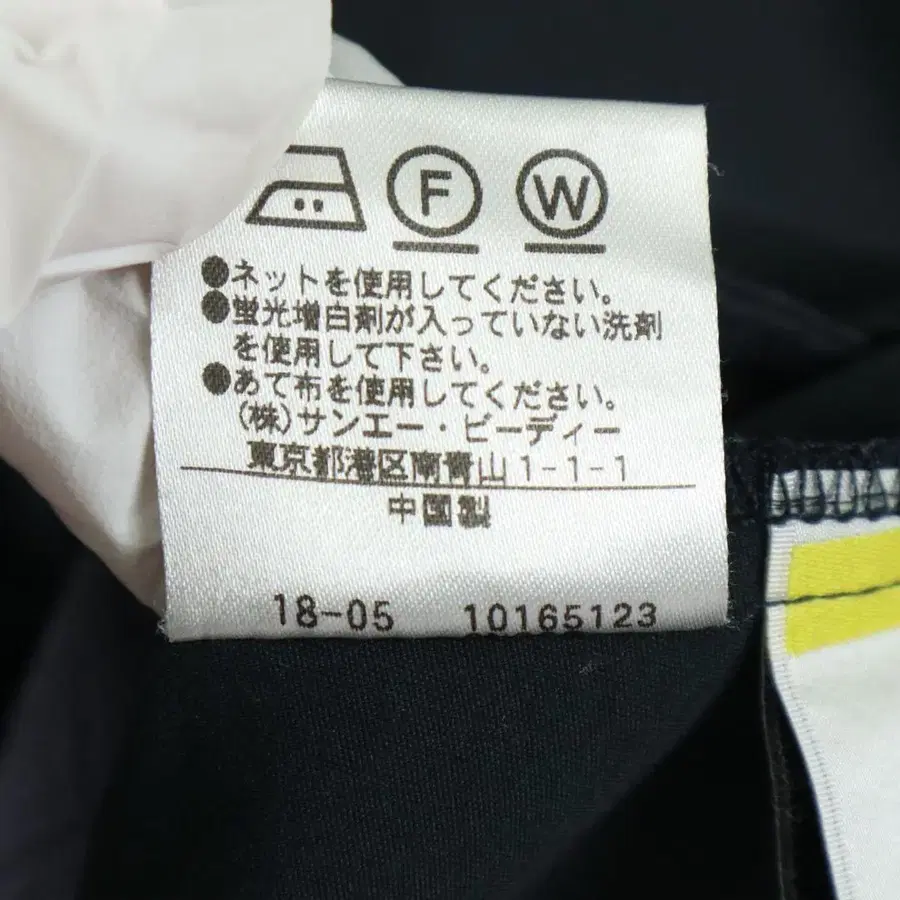 F W
●ネットを使用してください。
●蛍光増白剤が入っていない洗剤
を使用して下さい。
●あて布を使用してください。
(株)サンエー・ビーディー
東京都港区南青山1-1-1
中国製
18-05 10165123